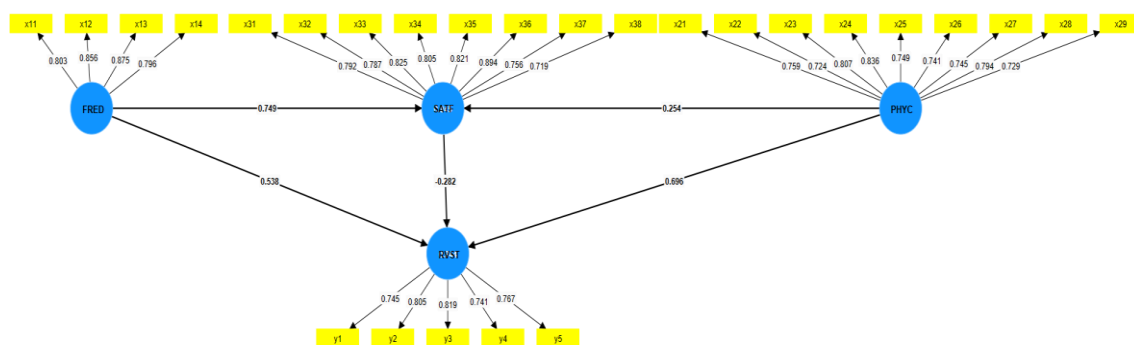 x11 x12 x13 x14 x31 x32 x33 x34 x35 x36 x37 x38 x21 x22 x23 x24 x25 x26 x27 x28 x29
0.803 0.856 0.875 0.796 0.792 0.787 0.825 0.805 0.821 0.894 0.756 0.719 0.759 0.724 0.807 0.836 0.749 0.741 0.745 0.794 0.729
FRED 0.749 SATF 0.254 PHYC
0.538 -0.282 0.696
RVST
0.745 0.805 0.819 0.741 0.767
y1 y2 y3 y4 y5